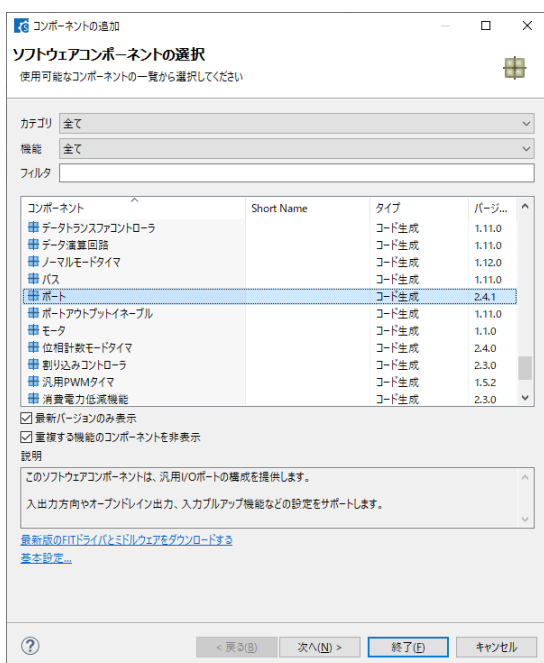 コンポーネントの追加
ソフトウェアコンポーネントの選択
使用可能なコンポーネントの一覧から選択してください
カテゴリ 全て
機能 全て
フィルタ
コンポーネント Short Name タイプ バージ...
データトランスファコントローラ コード生成 1.11.0
データ演算回路 コード生成 1.11.0
ノーマルモードタイマ コード生成 1.12.0
バス コード生成 1.11.0
ポート コード生成 2.4.1
ポートアウトプットイネーブル コード生成 1.11.0
モータ コード生成 1.1.0
位相計数モードタイマ コード生成 2.4.0
割り込みコントローラ コード生成 2.3.0
汎用PWMタイマ コード生成 1.5.2
消費電力低減機能 コード生成 2.3.0
最新バージョンのみ表示
重複する機能のコンポーネントを非表示
説明
このソフトウェアコンポーネントは、汎用I/Oポートの構成を提供します。
入出力方向やオープンドレイン出力、入力プルアップ機能などの設定をサポートします。
最新版のFITドライバとミドルウェアをダウンロードする
基本設定...
? < 戻る(B) 次へ(N) > 終了(F) キャンセル